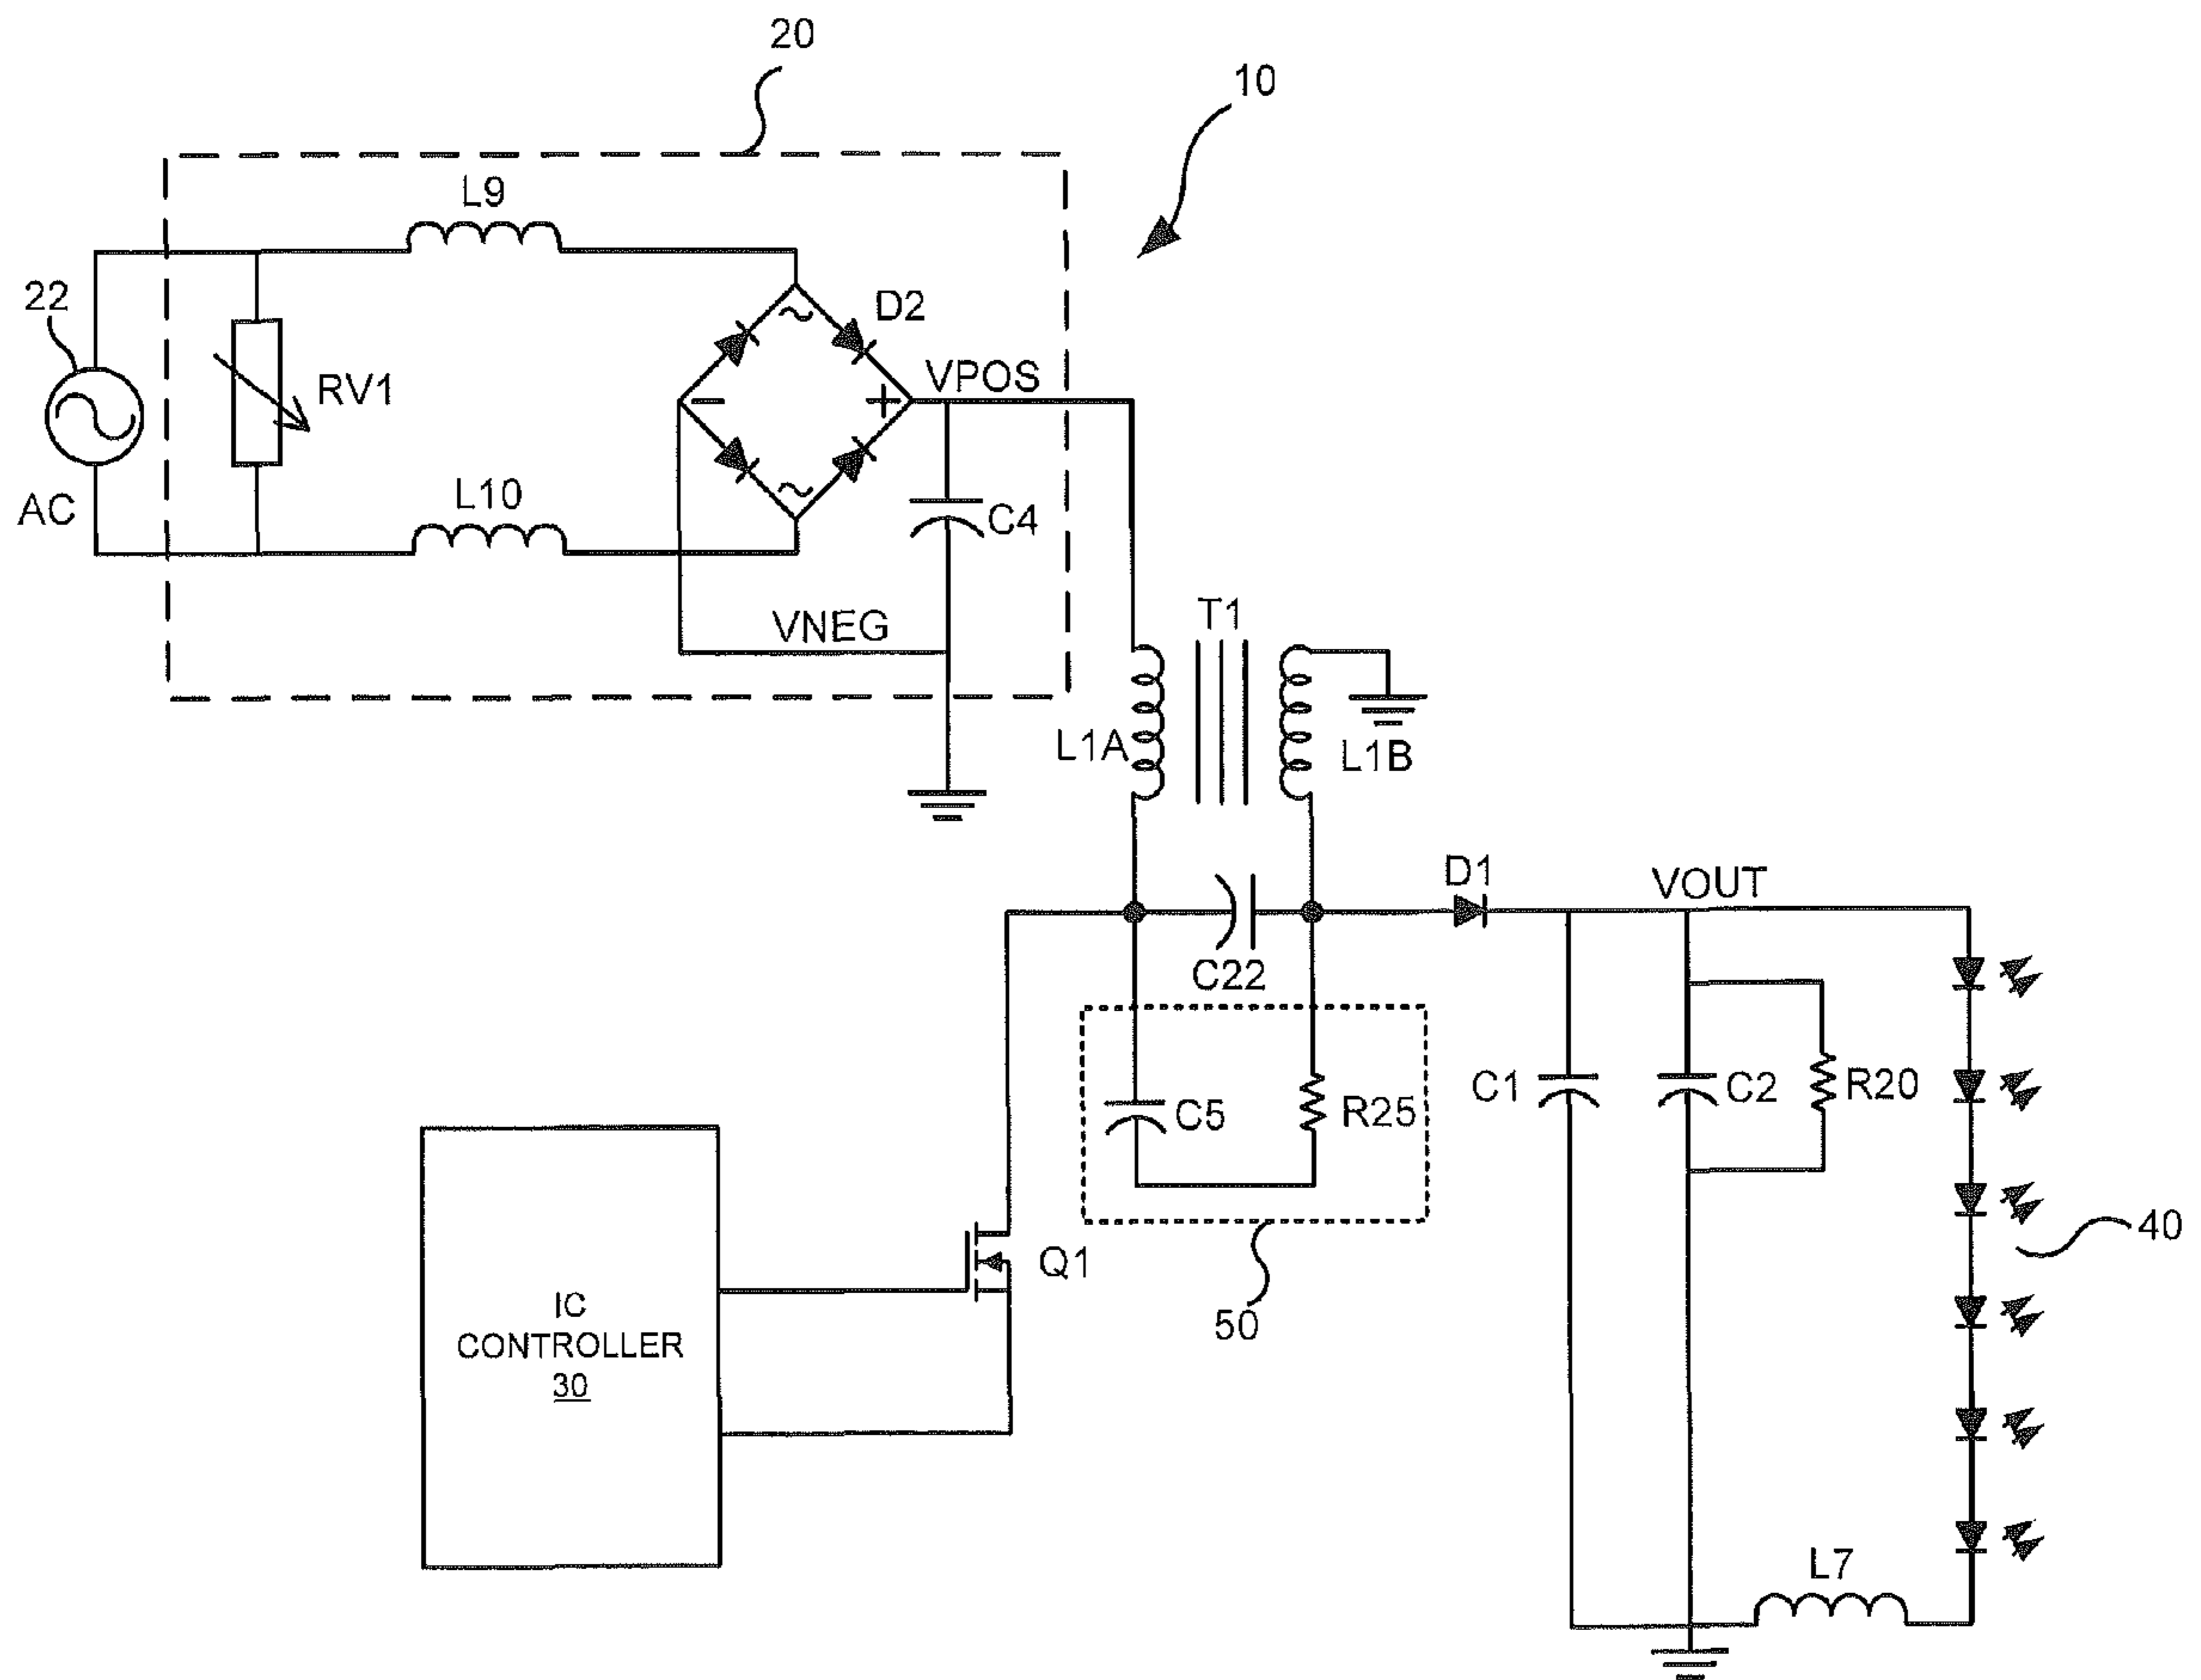 20
10
L9
22
D2
RV1
VPOS
+
−
AC
L10
C4
VNEG
T1
L1A
L1B
D1
VOUT
C22
C1
C2
R20
C5
R25
40
Q1
50
IC
CONTROLLER
30
L7